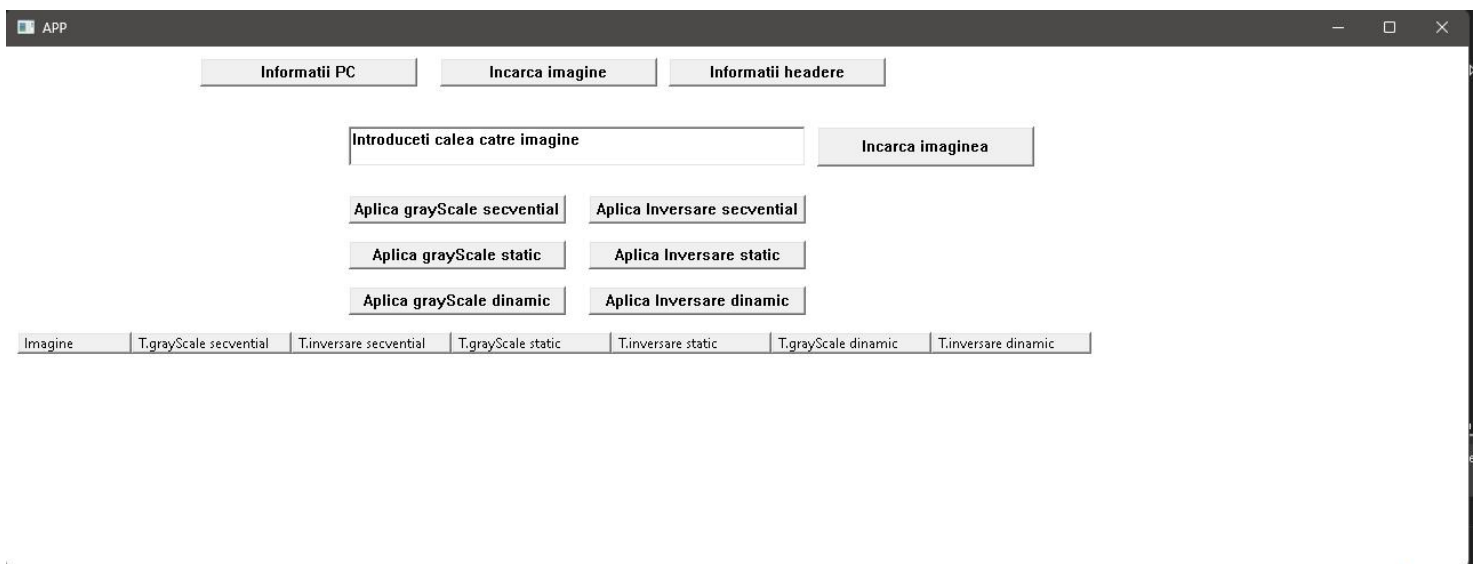 APP
Informatii PC Incarca imagine Informatii headere
Introduceti calea catre imagine Incarca imaginea
Aplica grayScale secvential Aplica Inversare secvential
Aplica grayScale static Aplica Inversare static
Aplica grayScale dinamic Aplica Inversare dinamic
Imagine T.grayScale secvential T.inversare secvential T.grayScale static T.inversare static T.grayScale dinamic T.inversare dinamic